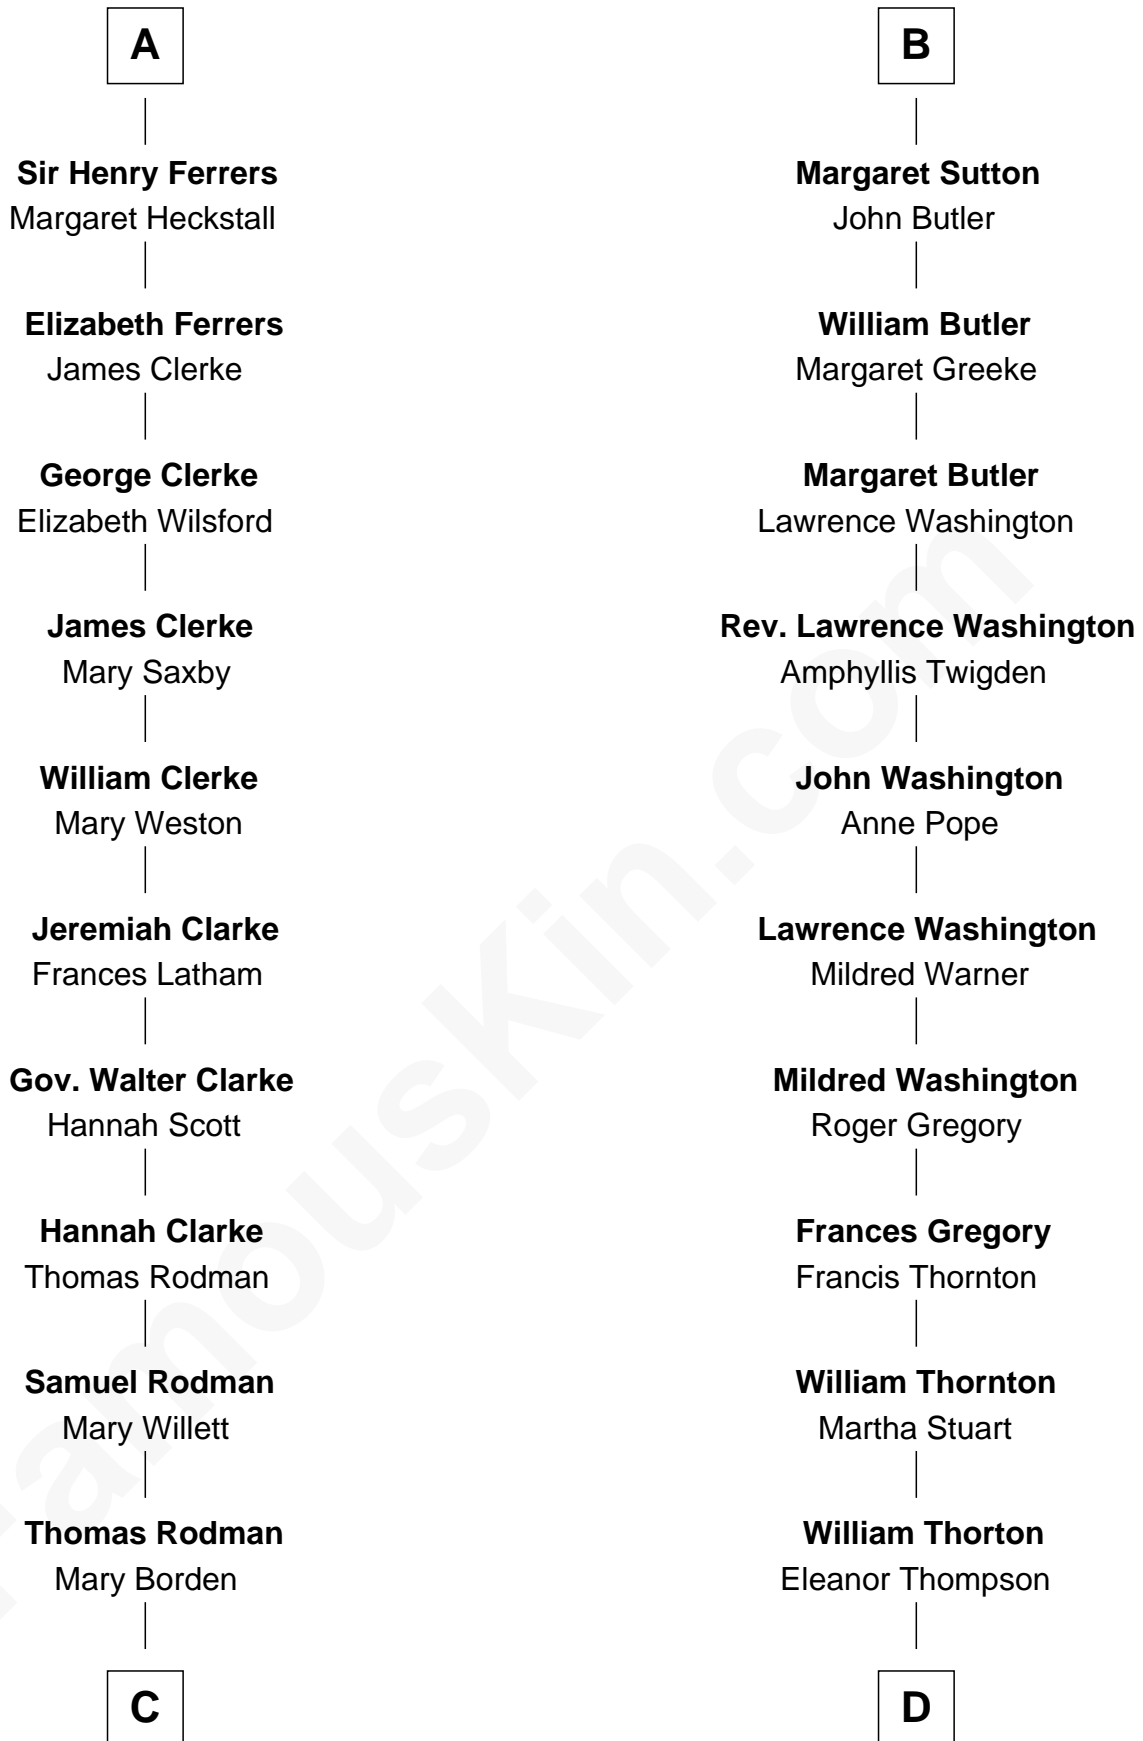 A
Sir Henry Ferrers
Margaret Heckstall
Elizabeth Ferrers
James Clerke
George Clerke
Elizabeth Wilsford
James Clerke
Mary Saxby
William Clerke
Mary Weston
Jeremiah Clarke
Frances Latham
Gov. Walter Clarke
Hannah Scott
Hannah Clarke
Thomas Rodman
Samuel Rodman
Mary Willett
Thomas Rodman
Mary Borden
C
B
Margaret Sutton
John Butler
William Butler
Margaret Greeke
Margaret Butler
Lawrence Washington
Rev. Lawrence Washington
Amphyllis Twigden
John Washington
Anne Pope
Lawrence Washington
Mildred Warner
Mildred Washington
Roger Gregory
Frances Gregory
Francis Thornton
William Thornton
Martha Stuart
William Thorton
Eleanor Thompson
D
FamousKin.com